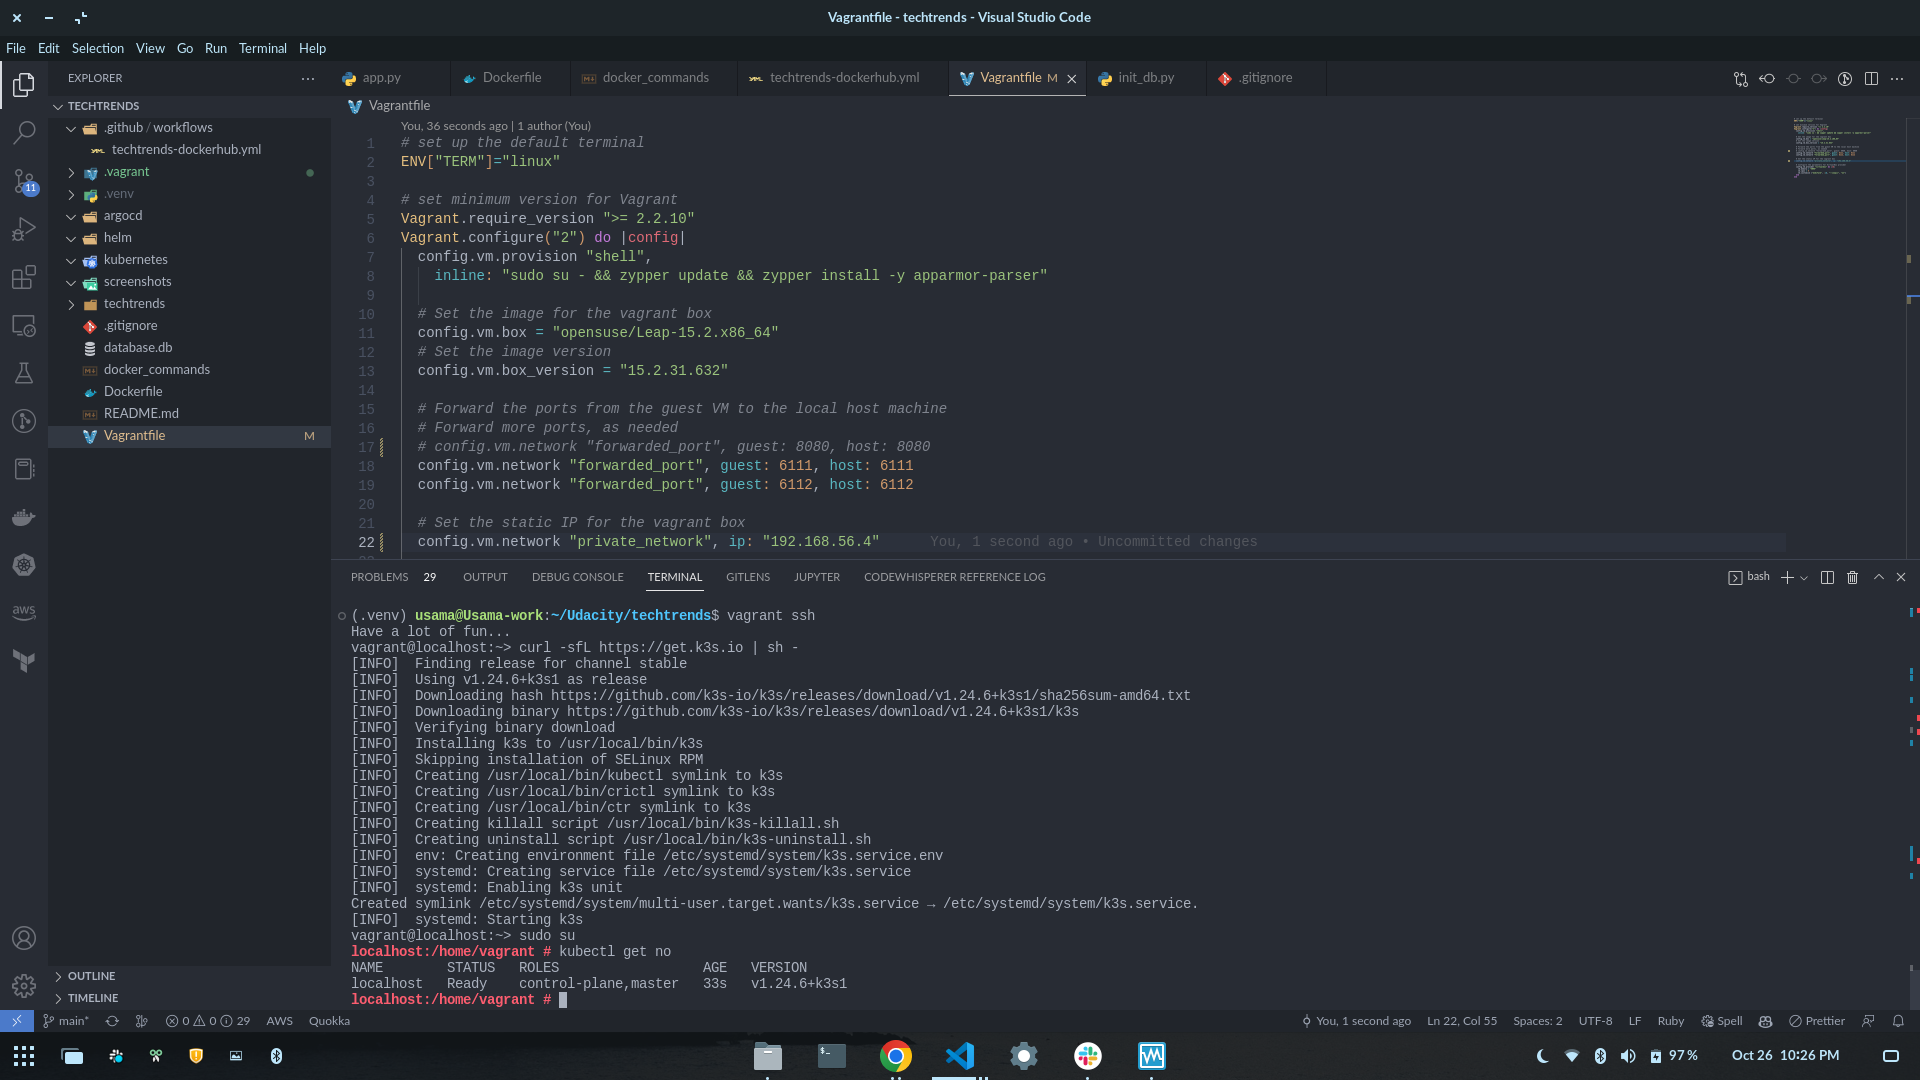 Vagrantfile - techtrends - Visual Studio Code
File Edit Selection View Go Run Terminal Help
EXPLORER
app.py
Dockerfile
docker_commands
techtrends-dockerhub.yml
Vagrantfile M
init_db.py
.gitignore
TECHTRENDS
.github / workflows
techtrends-dockerhub.yml
.vagrant
.venv
argocd
helm
kubernetes
screenshots
techtrends
.gitignore
database.db
docker_commands
Dockerfile
README.md
Vagrantfile M
11
aws
OUTLINE
TIMELINE
Vagrantfile
You, 36 seconds ago | 1 author (You)
1 # set up the default terminal
2 ENV["TERM"]="linux"
3
4 # set minimum version for Vagrant
5 Vagrant.require_version ">= 2.2.10"
6 Vagrant.configure("2") do |config|
7 config.vm.provision "shell",
8 inline: "sudo su - && zypper update && zypper install -y apparmor-parser"
9
10 # Set the image for the vagrant box
11 config.vm.box = "opensuse/Leap-15.2.x86_64"
12 # Set the image version
13 config.vm.box_version = "15.2.31.632"
14
15 # Forward the ports from the guest VM to the local host machine
16 # Forward more ports, as needed
17 # config.vm.network "forwarded_port", guest: 8080, host: 8080
18 config.vm.network "forwarded_port", guest: 6111, host: 6111
19 config.vm.network "forwarded_port", guest: 6112, host: 6112
20
21 # Set the static IP for the vagrant box
22 config.vm.network "private_network", ip: "192.168.56.4" You, 1 second ago • Uncommitted changes
PROBLEMS 29 OUTPUT DEBUG CONSOLE TERMINAL GITLENS JUPYTER CODEWHISPERER REFERENCE LOG
bash
(.venv) usama@Usama-work:~/Udacity/techtrends$ vagrant ssh
Have a lot of fun...
vagrant@localhost:~> curl -sfL https://get.k3s.io | sh -
[INFO]  Finding release for channel stable
[INFO]  Using v1.24.6+k3s1 as release
[INFO]  Downloading hash https://github.com/k3s-io/k3s/releases/download/v1.24.6+k3s1/sha256sum-amd64.txt
[INFO]  Downloading binary https://github.com/k3s-io/k3s/releases/download/v1.24.6+k3s1/k3s
[INFO]  Verifying binary download
[INFO]  Installing k3s to /usr/local/bin/k3s
[INFO]  Skipping installation of SELinux RPM
[INFO]  Creating /usr/local/bin/kubectl symlink to k3s
[INFO]  Creating /usr/local/bin/crictl symlink to k3s
[INFO]  Creating /usr/local/bin/ctr symlink to k3s
[INFO]  Creating killall script /usr/local/bin/k3s-killall.sh
[INFO]  Creating uninstall script /usr/local/bin/k3s-uninstall.sh
[INFO]  env: Creating environment file /etc/systemd/system/k3s.service.env
[INFO]  systemd: Creating service file /etc/systemd/system/k3s.service
[INFO]  systemd: Enabling k3s unit
Created symlink /etc/systemd/system/multi-user.target.wants/k3s.service → /etc/systemd/system/k3s.service.
[INFO]  systemd: Starting k3s
vagrant@localhost:~> sudo su
localhost:/home/vagrant # kubectl get no
NAME        STATUS   ROLES                  AGE   VERSION
localhost   Ready    control-plane,master   33s   v1.24.6+k3s1
localhost:/home/vagrant #
main* 0 0 29 AWS Quokka
You, 1 second ago Ln 22, Col 55 Spaces: 2 UTF-8 LF Ruby Spell Prettier
97 % Oct 26 10:26 PM